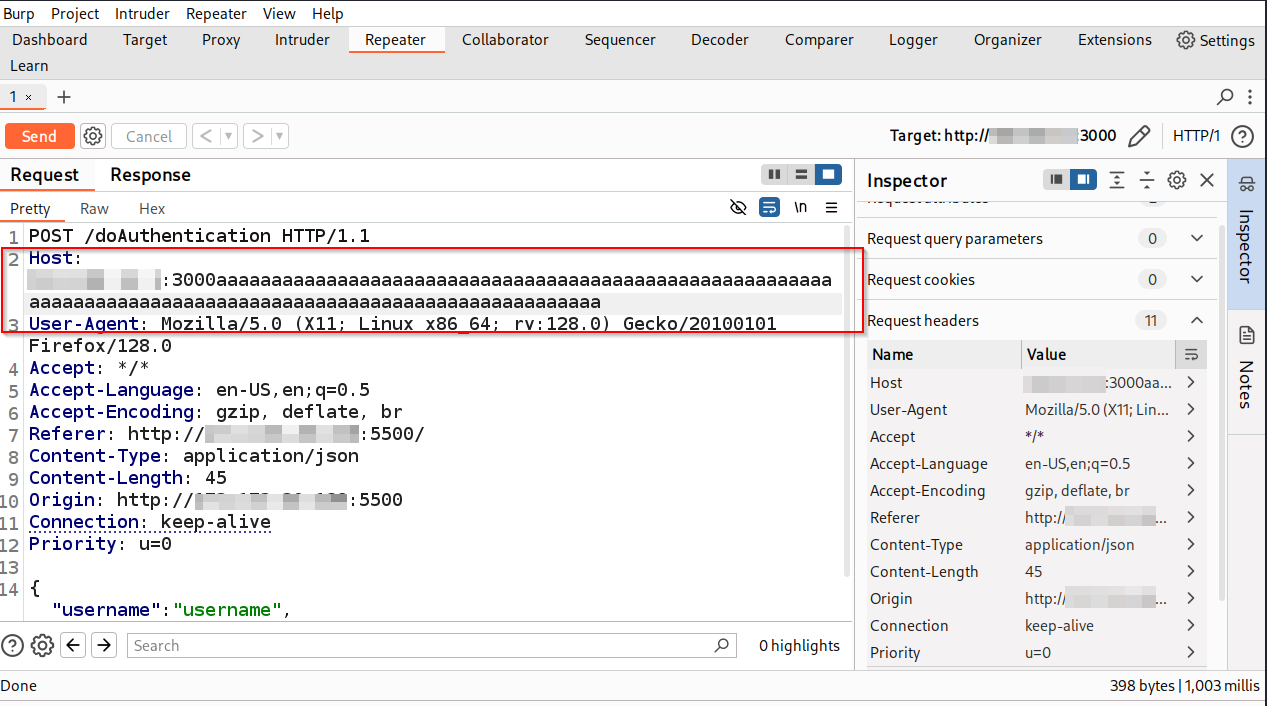 Burp Project Intruder Repeater View Help
Dashboard Target Proxy Intruder Repeater Collaborator Sequencer Decoder Comparer Logger Organizer Extensions Settings
Learn
1 × +
Send Cancel < > Target: http:// :3000 HTTP/1
Request Response
Pretty Raw Hex \n
1 POST /doAuthentication HTTP/1.1
2 Host:
:3000aaaaaaaaaaaaaaaaaaaaaaaaaaaaaaaaaaaaaaaaaaaaaaaaaaaaaaaa
aaaaaaaaaaaaaaaaaaaaaaaaaaaaaaaaaaaaaaaaaaaaaaaaaaaa
3 User-Agent: Mozilla/5.0 (X11; Linux x86_64; rv:128.0) Gecko/20100101
Firefox/128.0
4 Accept: */*
5 Accept-Language: en-US,en;q=0.5
6 Accept-Encoding: gzip, deflate, br
7 Referer: http:// :5500/
8 Content-Type: application/json
9 Content-Length: 45
10 Origin: http:// :5500
11 Connection: keep-alive
12 Priority: u=0
13
14 {
"username":"username",
Search 0 highlights
Inspector
Request attributes 2
Request query parameters 0
Request cookies 0
Request headers 11
Name Value
Host :3000aa... >
User-Agent Mozilla/5.0 (X11; Lin... >
Accept */* >
Accept-Language en-US,en;q=0.5 >
Accept-Encoding gzip, deflate, br >
Referer http:// ... >
Content-Type application/json >
Content-Length 45 >
Origin http:// ... >
Connection keep-alive >
Priority u=0 >
Inspector
Notes
Done 398 bytes | 1,003 millis